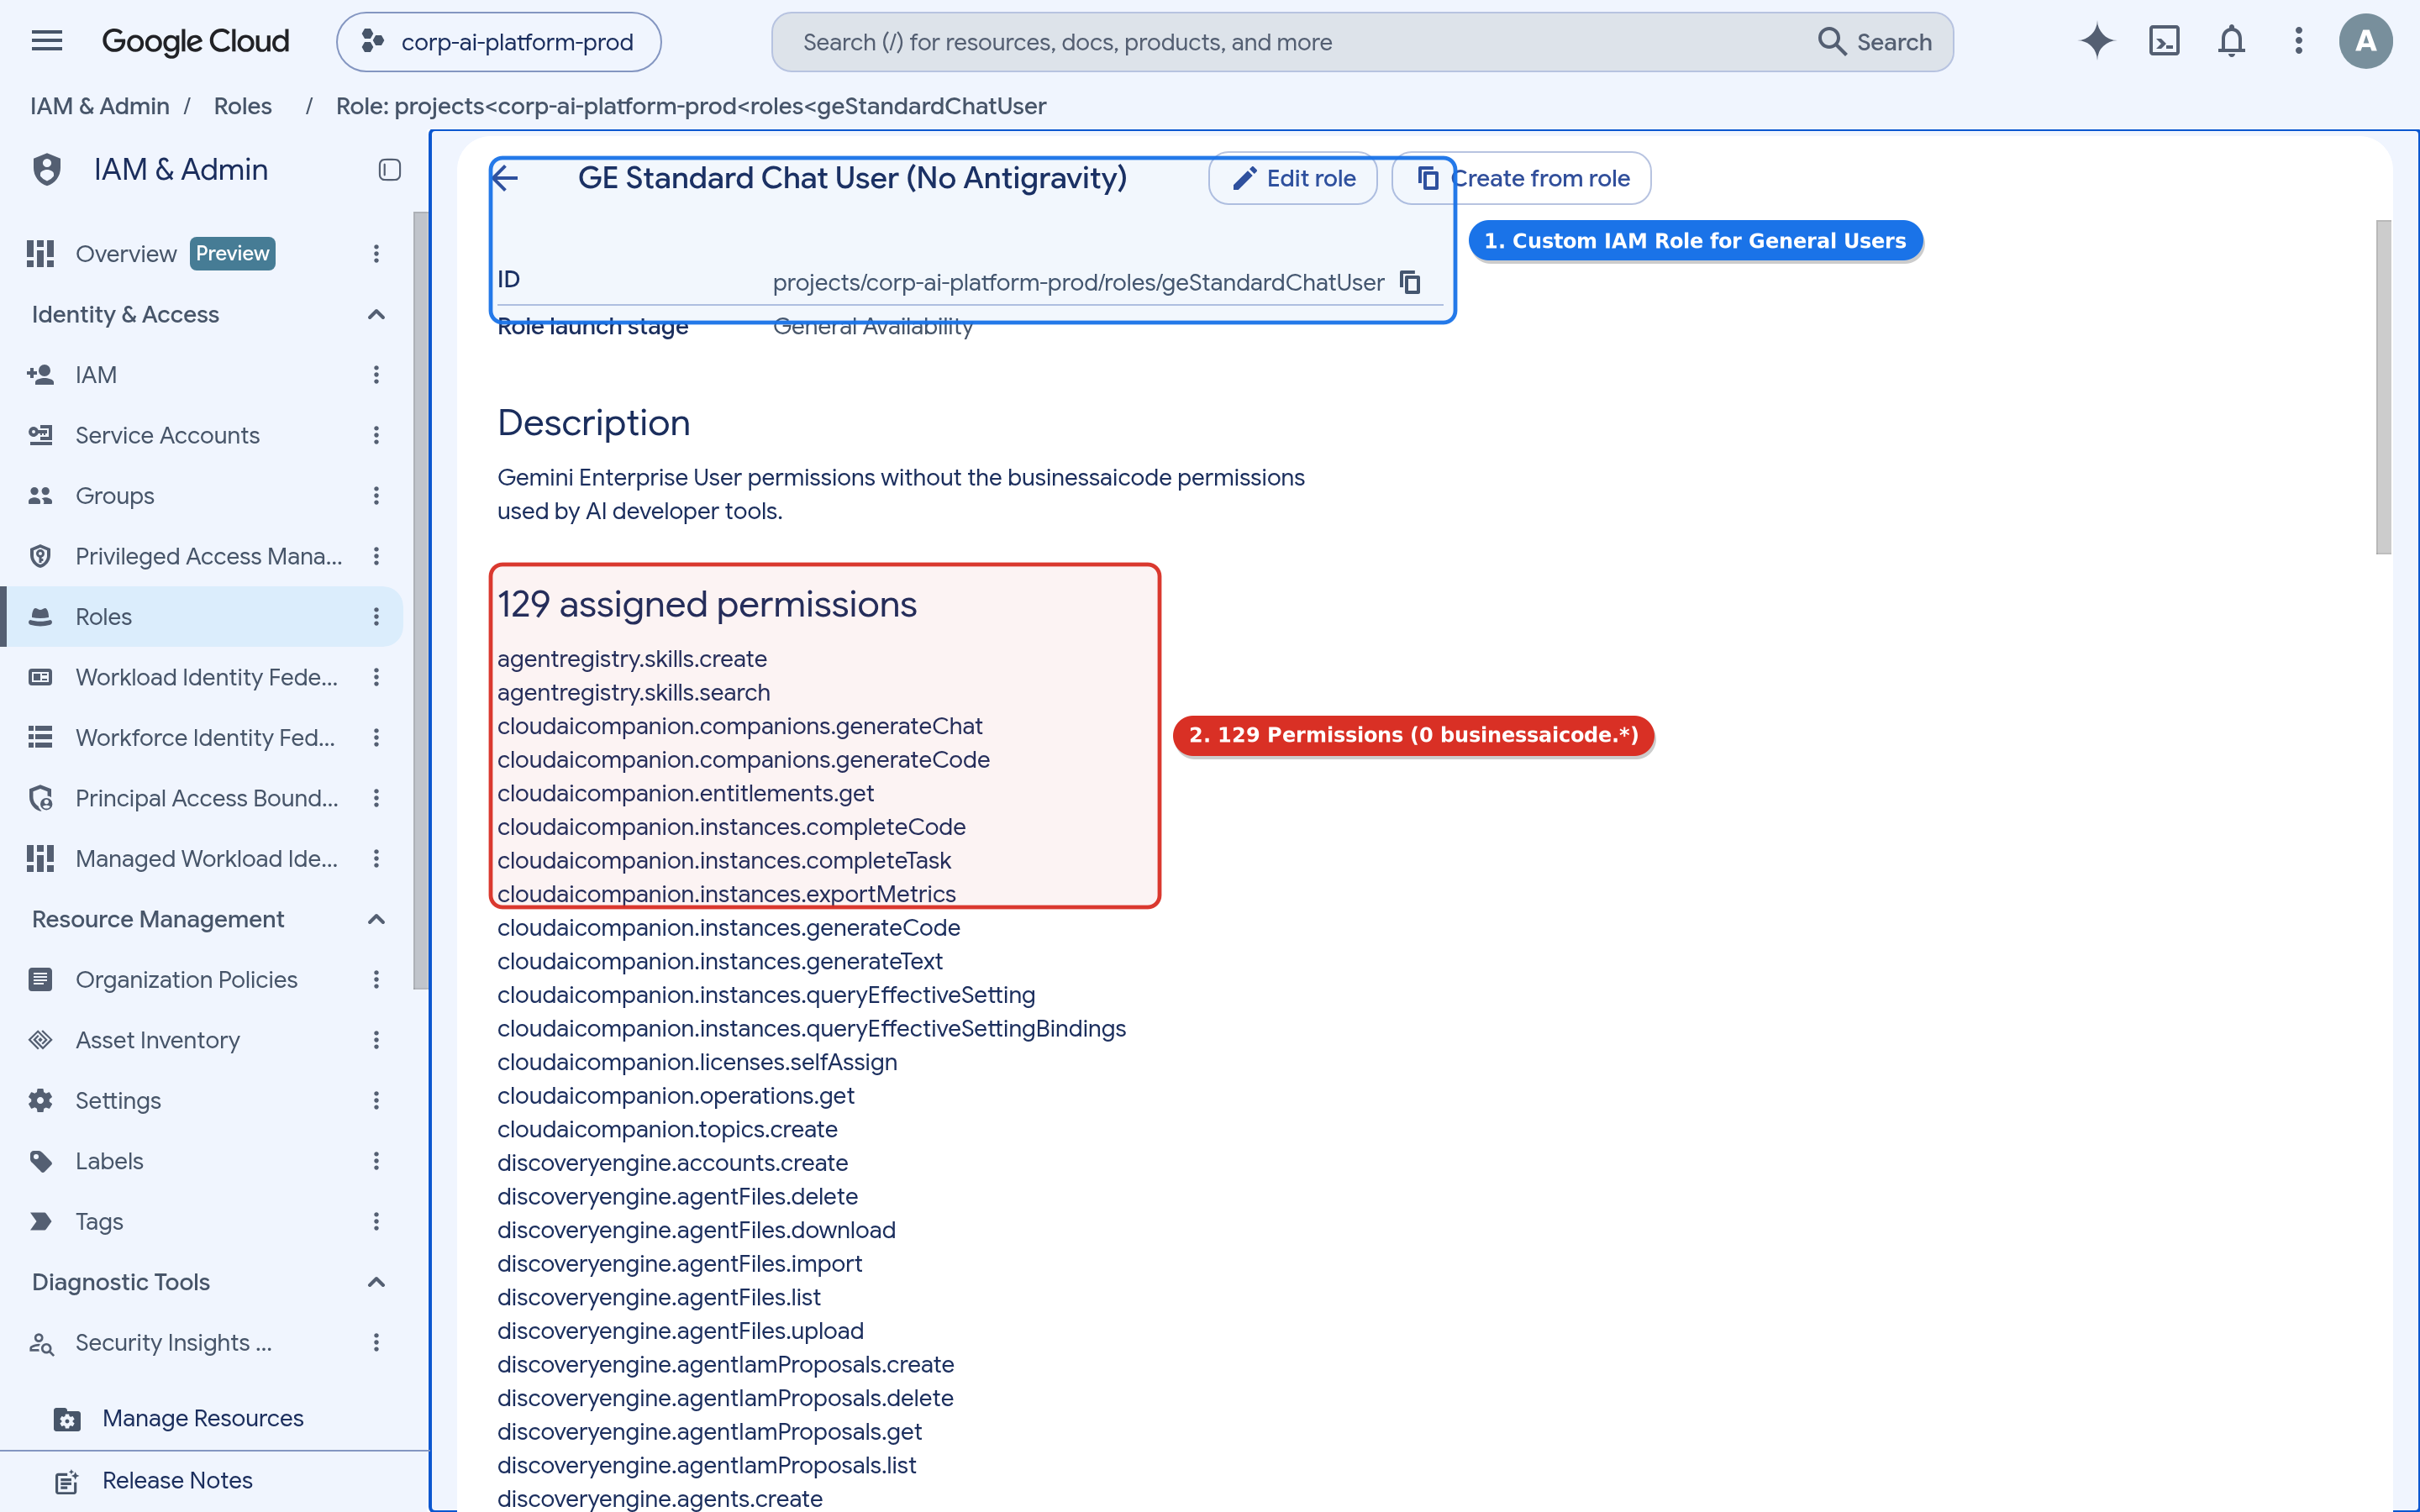 Google Cloud
corp-ai-platform-prod
Search (/) for resources, docs, products, and more
Search
A
IAM & Admin / Roles / Role: projects<corp-ai-platform-prod<roles<geStandardChatUser
IAM & Admin
Overview
Preview
Identity & Access
IAM
Service Accounts
Groups
Privileged Access Mana...
Roles
Workload Identity Fede...
Workforce Identity Fed...
Principal Access Bound...
Managed Workload Ide...
Resource Management
Organization Policies
Asset Inventory
Settings
Labels
Tags
Diagnostic Tools
Security Insights ...
Manage Resources
Release Notes
GE Standard Chat User (No Antigravity)
Edit role
Create from role
1. Custom IAM Role for General Users
ID projects/corp-ai-platform-prod/roles/geStandardChatUser
Role launch stage General Availability
Description
Gemini Enterprise User permissions without the businessaicode permissions
used by AI developer tools.
129 assigned permissions
2. 129 Permissions (0 businessaicode.*)
agentregistry.skills.create
agentregistry.skills.search
cloudaicompanion.companions.generateChat
cloudaicompanion.companions.generateCode
cloudaicompanion.entitlements.get
cloudaicompanion.instances.completeCode
cloudaicompanion.instances.completeTask
cloudaicompanion.instances.exportMetrics
cloudaicompanion.instances.generateCode
cloudaicompanion.instances.generateText
cloudaicompanion.instances.queryEffectiveSetting
cloudaicompanion.instances.queryEffectiveSettingBindings
cloudaicompanion.licenses.selfAssign
cloudaicompanion.operations.get
cloudaicompanion.topics.create
discoveryengine.accounts.create
discoveryengine.agentFiles.delete
discoveryengine.agentFiles.download
discoveryengine.agentFiles.import
discoveryengine.agentFiles.list
discoveryengine.agentFiles.upload
discoveryengine.agentIamProposals.create
discoveryengine.agentIamProposals.delete
discoveryengine.agentIamProposals.get
discoveryengine.agentIamProposals.list
discoveryengine.agents.create